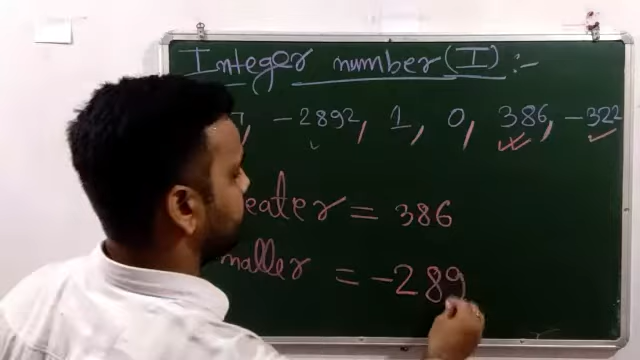 Integer number (I) :-
, -2892, 1, 0, 386, -322
eater = 386
maller = -289